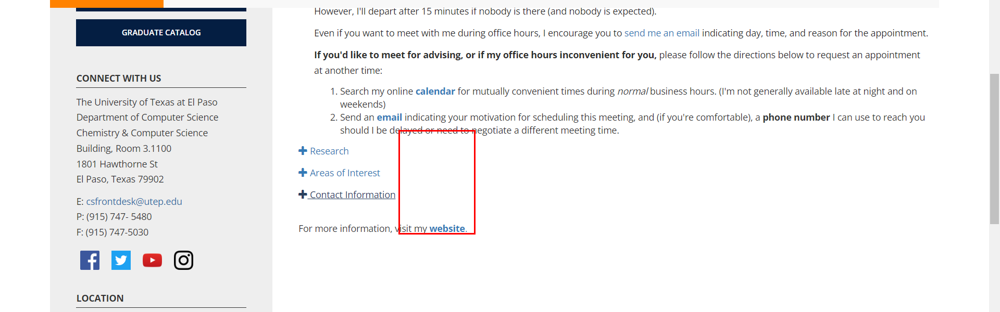 GRADUATE CATALOG
CONNECT WITH US
The University of Texas at El Paso
Department of Computer Science
Chemistry & Computer Science
Building, Room 3.1100
1801 Hawthorne St
El Paso, Texas 79902
E: csfrontdesk@utep.edu
P: (915) 747- 5480
F: (915) 747-5030
LOCATION
However, I'll depart after 15 minutes if nobody is there (and nobody is expected).
Even if you want to meet with me during office hours, I encourage you to send me an email indicating day, time, and reason for the appointment.
If you'd like to meet for advising, or if my office hours inconvenient for you, please follow the directions below to request an appointment
at another time:
1. Search my online calendar for mutually convenient times during normal business hours. (I'm not generally available late at night and on
weekends)
2. Send an email indicating your motivation for scheduling this meeting, and (if you're comfortable), a phone number I can use to reach you
should I be delayed or need to negotiate a different meeting time.
Research
Areas of Interest
Contact Information
For more information, visit my website.